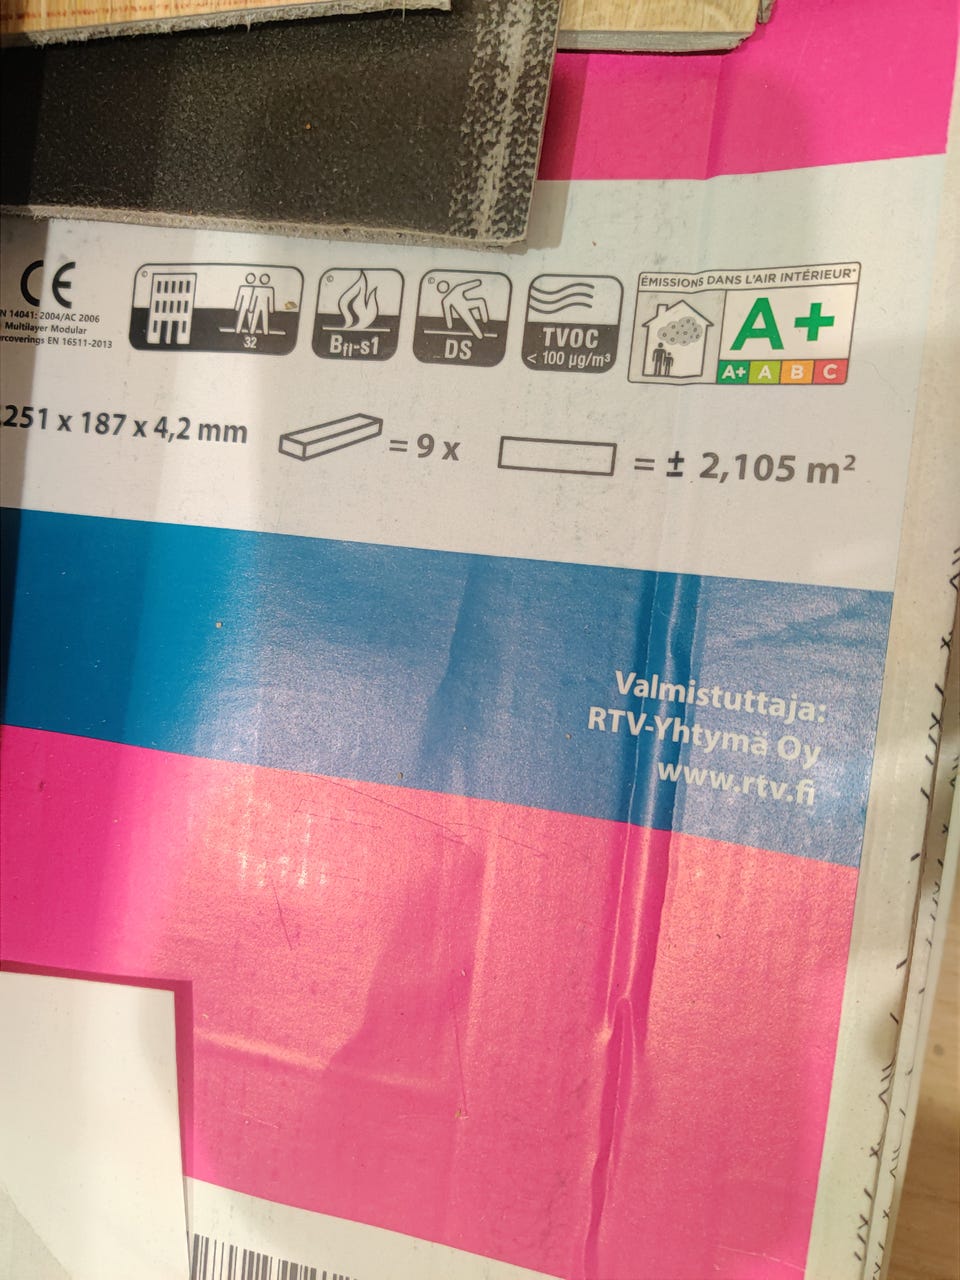 CE
EN 14041: 2004/AC 2006
Multilayer Modular
EN 16511-2013
32
Bfl-s1
DS
TVOC
< 100 µg/m³
ÉMISSIONS DANS L'AIR INTÉRIEUR*
A+
A+ A B C
251 x 187 x 4,2 mm
= 9 x
= ± 2,105 m²
Valmistuttaja:
RTV-Yhtymä Oy
www.rtv.fi